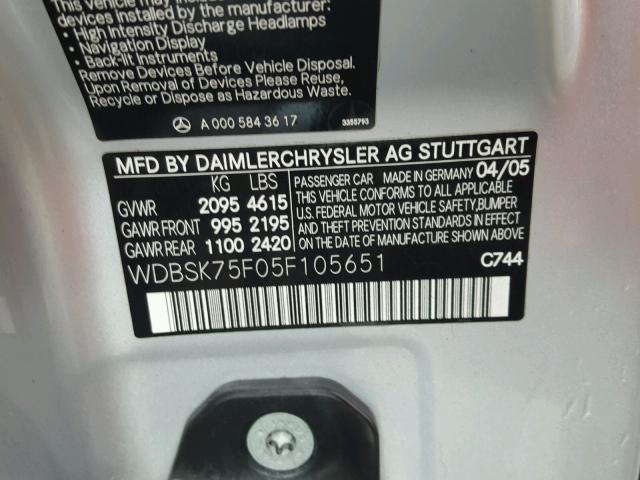 These Vehicles may include
devices installed by the manufacturer:
• High Intensity Discharge Headlamps
• Navigation Display
• Back-lit Instruments
Remove Devices Before Vehicle Disposal.
Upon Removal of Devices Please Reuse,
Recycle or Dispose as Hazardous Waste.
A 000 584 36 17
3355793
MFD BY DAIMLERCHRYSLER AG STUTTGART
KG LBS
GVWR 2095 4615
GAWR FRONT 995 2195
GAWR REAR 1100 2420
PASSENGER CAR MADE IN GERMANY 04/05
THIS VEHICLE CONFORMS TO ALL APPLICABLE
U.S. FEDERAL MOTOR VEHICLE SAFETY, BUMPER
AND THEFT PREVENTION STANDARDS IN EFFECT
ON THE DATE OF MANUFACTURE SHOWN ABOVE.
WDBSK75F05F105651
C744